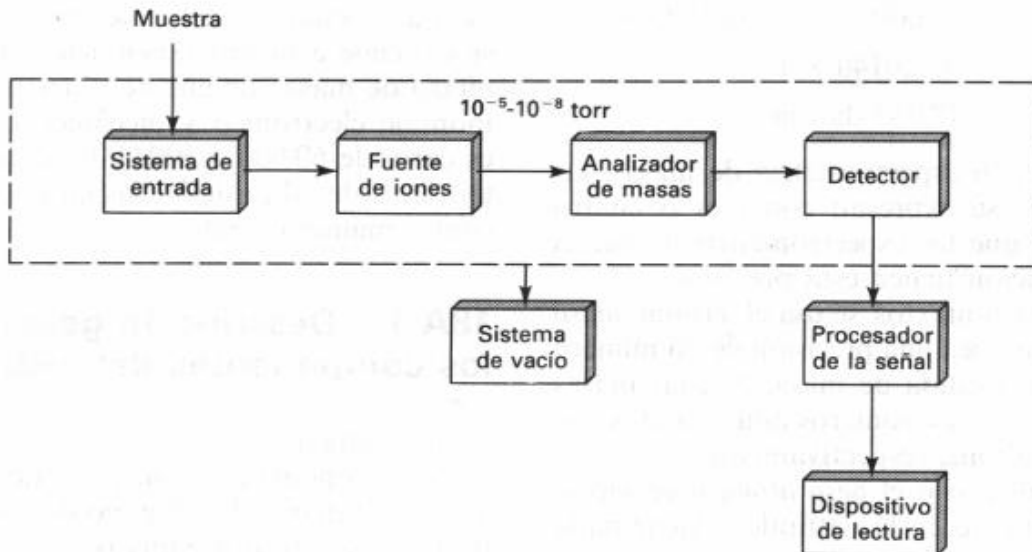 Muestra
10⁻⁵-10⁻⁸ torr
Sistema de
entrada
Fuente
de iones
Analizador
de masas
Detector
Sistema
de vacío
Procesador
de la señal
Dispositivo
de lectura